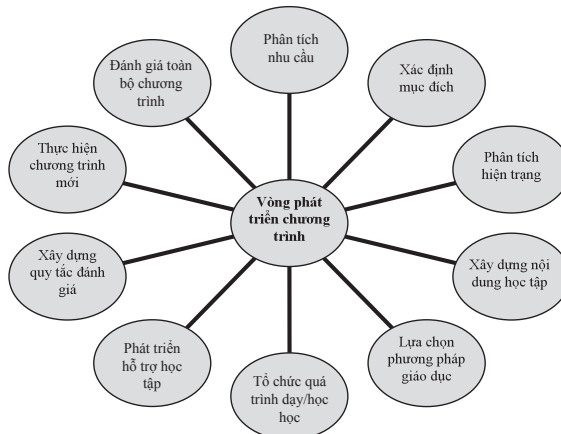 Phân tích
nhu cầu
Xác định
mục đích
Phân tích
hiện trạng
Xây dựng nội
dung học tập
Lựa chọn
phương pháp
giáo dục
Tổ chức quá
trình dạy/học
học
Phát triển
hỗ trợ học
tập
Xây dựng
quy tắc đánh
giá
Thực hiện
chương trình
mới
Đánh giá toàn
bộ chương
trình
Vòng phát
triển chương
trình